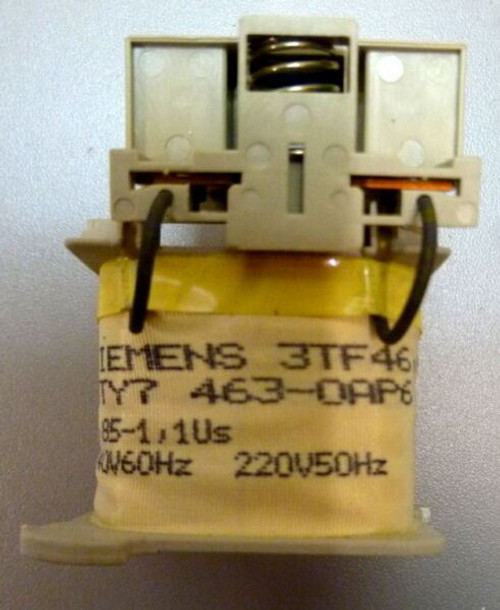 IEMENS 3TF46
TY7 463-0AP6
85-1,1Us
0V60Hz 220V50Hz